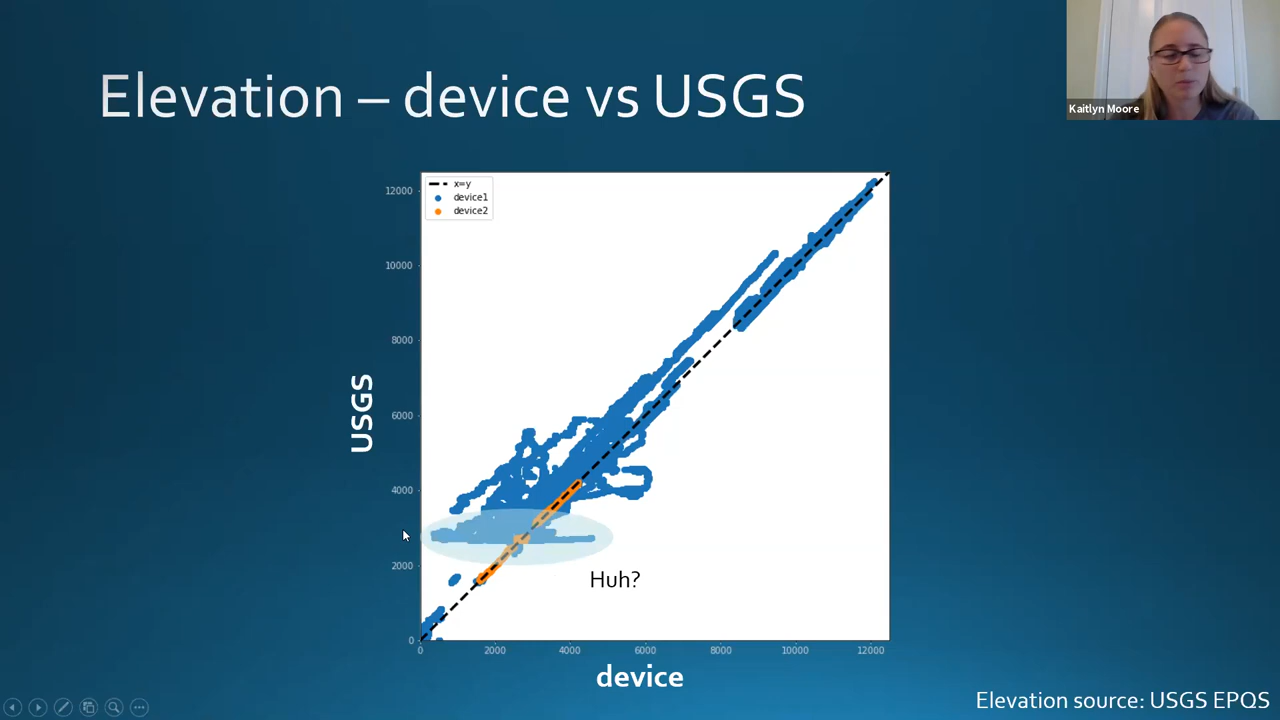 Elevation – device vs USGS
Kaitlyn Moore
x=y
device1
device2
12000
10000
8000
6000
4000
2000
0
USGS
Huh?
0 2000 4000 6000 8000 10000 12000
device
Elevation source: USGS EPQS